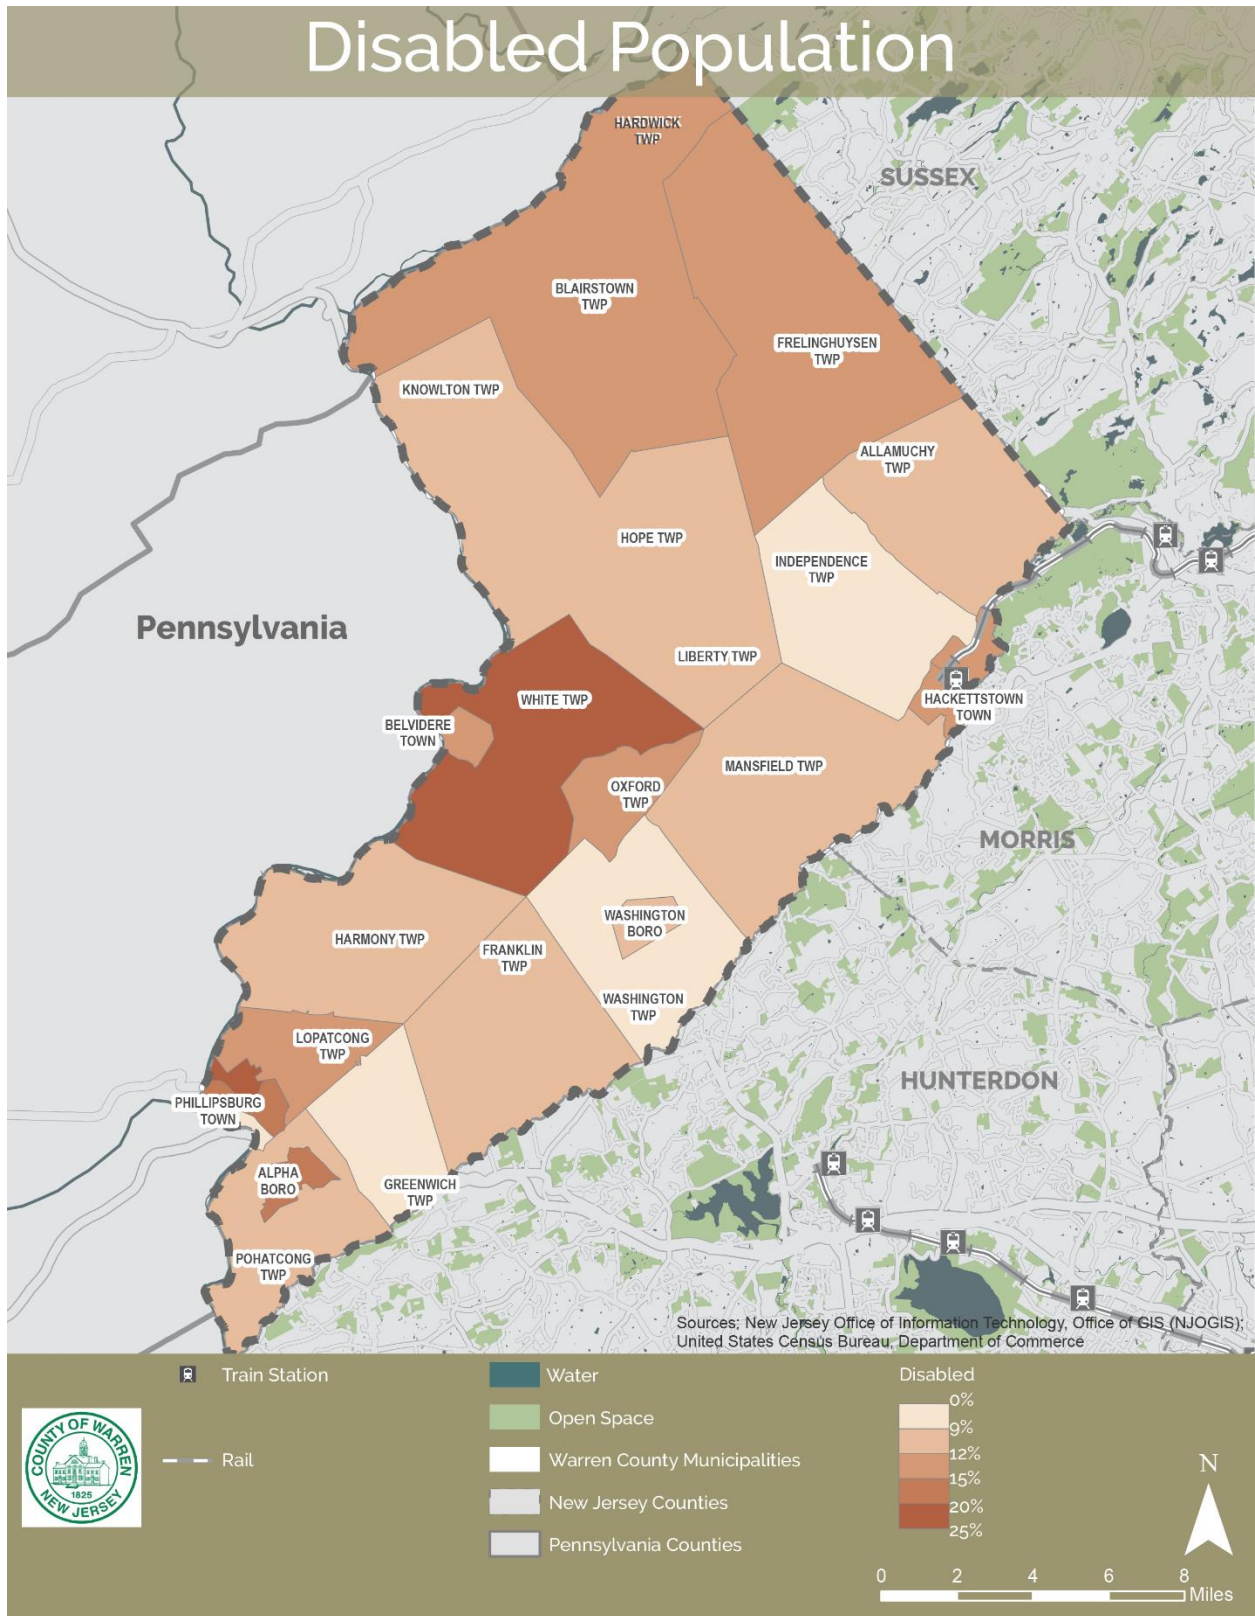 Disabled Population
HARDWICK
TWP
SUSSEX
BLAIRSTOWN
TWP
FRELINGHUYSEN
TWP
KNOWLTON TWP
ALLAMUCHY
TWP
HOPE TWP
INDEPENDENCE
TWP
Pennsylvania
LIBERTY TWP
WHITE TWP
HACKETTSTOWN
TOWN
BELVIDERE
TOWN
MANSFIELD TWP
OXFORD
TWP
MORRIS
WASHINGTON
BORO
HARMONY TWP
FRANKLIN
TWP
WASHINGTON
TWP
LOPATCONG
TWP
HUNTERDON
PHILLIPSBURG
TOWN
ALPHA
BORO
GREENWICH
TWP
POHATCONG
TWP
Sources; New Jersey Office of Information Technology, Office of GIS (NJOGIS);
United States Census Bureau, Department of Commerce
Train Station
Rail
COUNTY OF WARREN
1825
NEW JERSEY
Water
Open Space
Warren County Municipalities
New Jersey Counties
Pennsylvania Counties
Disabled
0%
9%
12%
15%
20%
25%
N
0 2 4 6 8
Miles